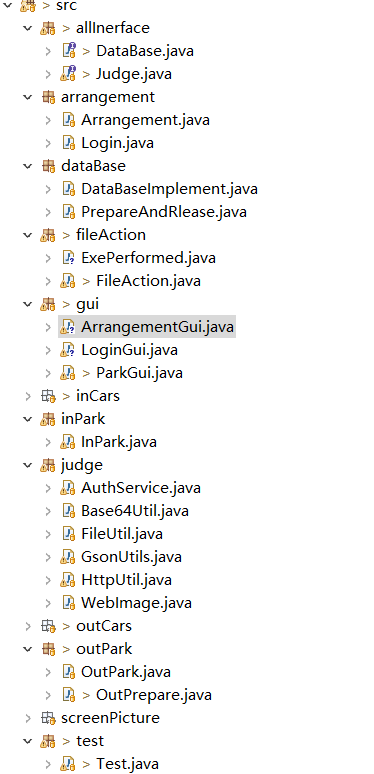 > src
> allInerface
> DataBase.java
> Judge.java
arrangement
Arrangement.java
Login.java
dataBase
DataBaseImplement.java
PrepareAndRlease.java
> fileAction
ExePerformed.java
> FileAction.java
> gui
ArrangementGui.java
LoginGui.java
> ParkGui.java
> inCars
inPark
InPark.java
judge
AuthService.java
Base64Util.java
FileUtil.java
GsonUtils.java
HttpUtil.java
WebImage.java
> outCars
> outPark
OutPark.java
> OutPrepare.java
screenPicture
> test
> Test.java